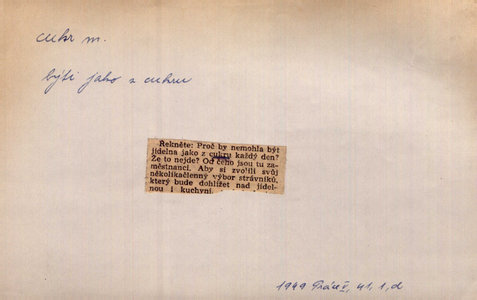 cukr m.
býti jako z cukru
Řekněte: Proč by nemohla být
jídelna jako z cukru každý den?
Že to nejde? Od čeho jsou tu za-
městnanci. Aby si zvolili svůj
několikačlenný výbor strávníků,
který bude dohlížet nad jídel-
nou i kuchyní.
1949 Práce, 41, 1, d